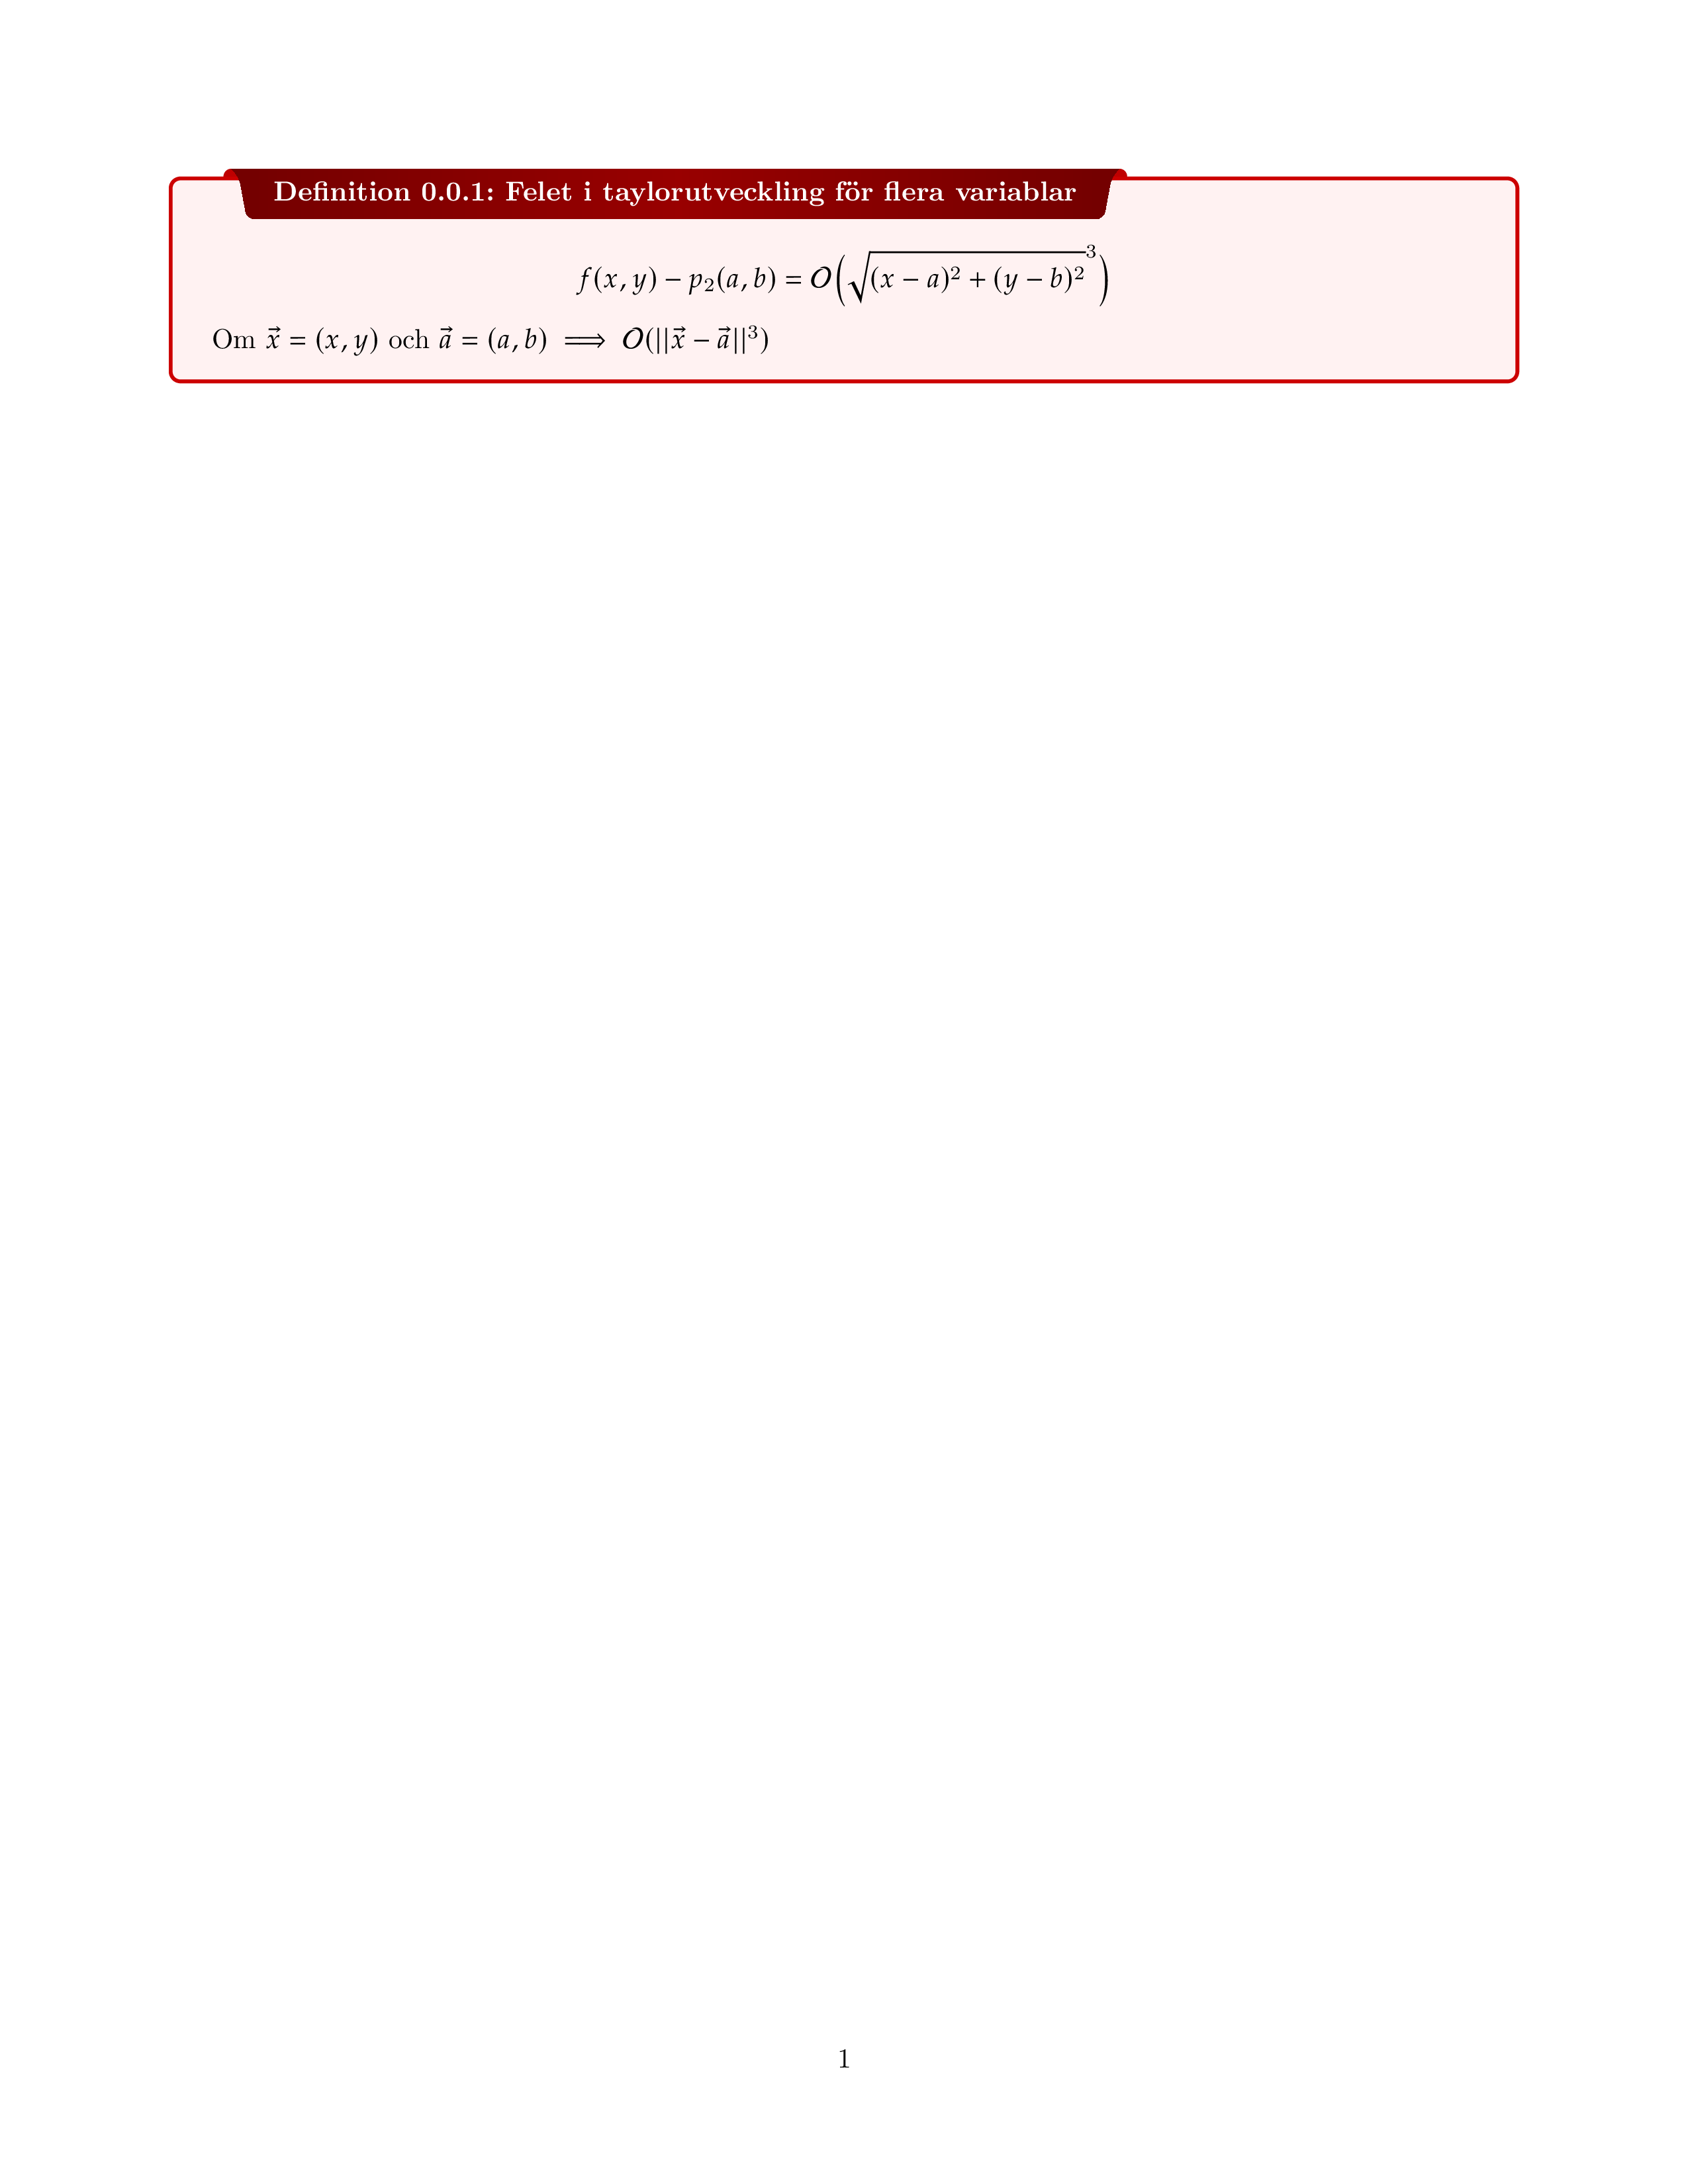 Definition 0.0.1: Felet i taylorutveckling för flera variablar
$f(x, y) - p_2(a, b) = \mathcal{O}\left(\sqrt{(x - a)^2 + (y - b)^2}^3\right)$
Om $\vec{x} = (x, y)$ och $\vec{a} = (a, b) \implies \mathcal{O}(||\vec{x} - \vec{a}||^3)$
1